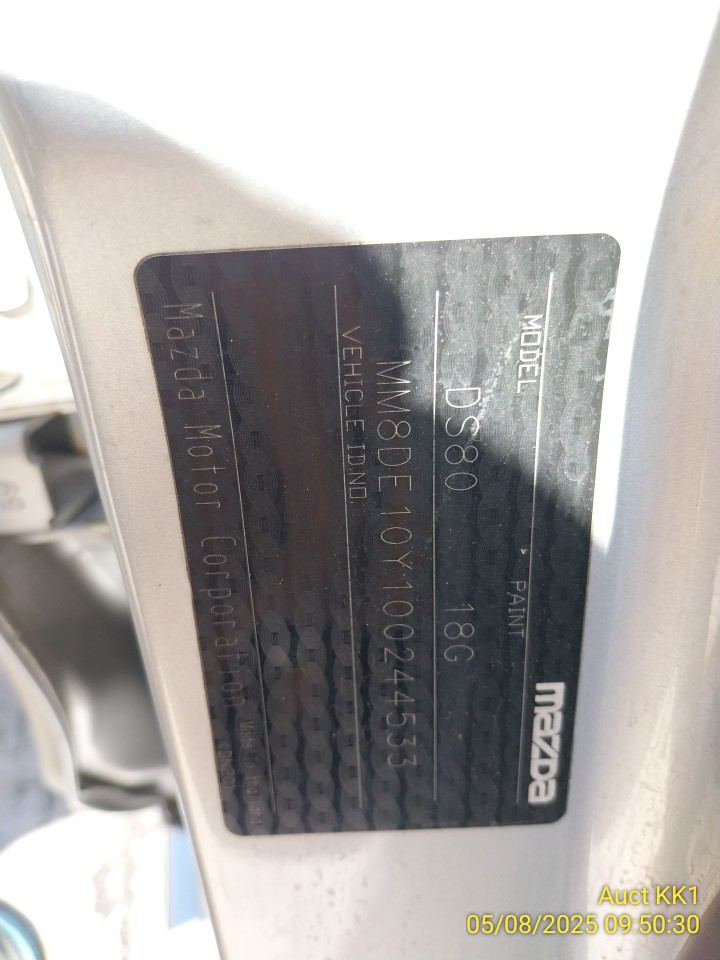 mazda
MODEL PAINT
DS80 18G
MM8DE10Y100244533
VEHICLE ID.NO.
Mazda Motor Corporation
Auct KK1
05/08/2025 09:50:30